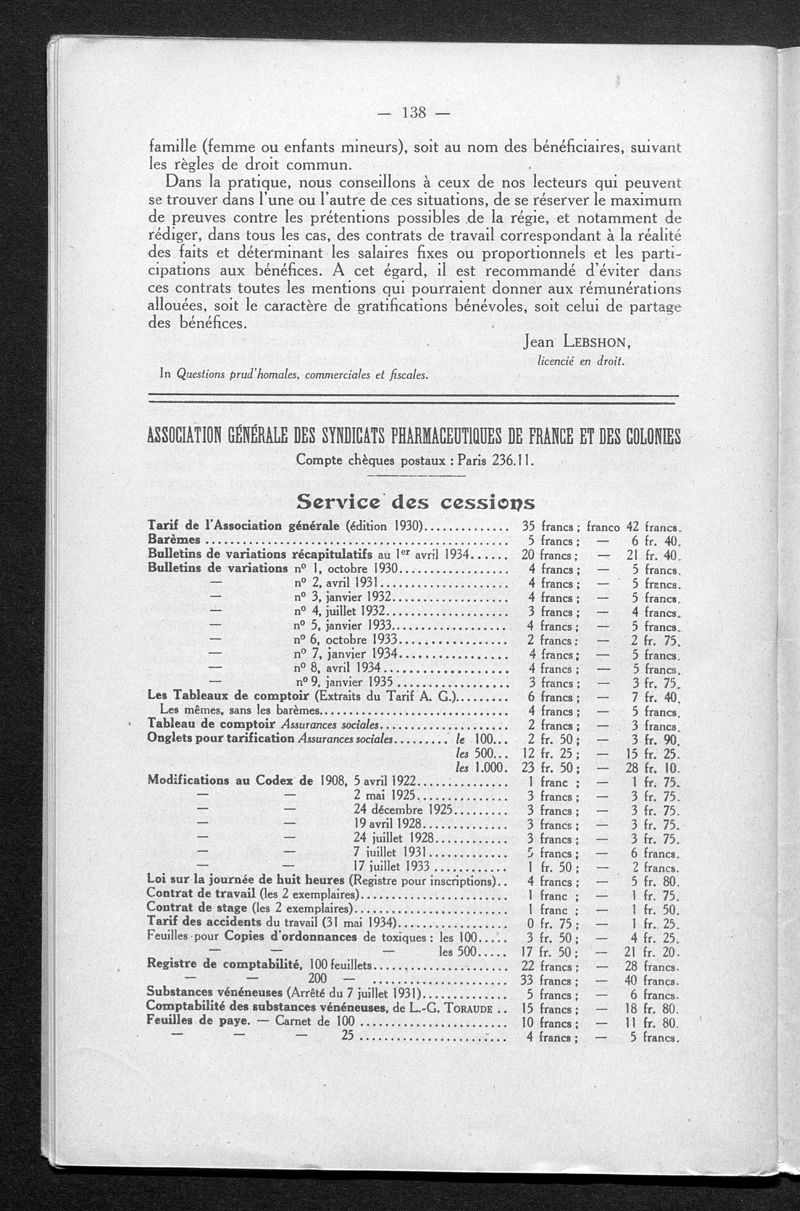 — 138 —
famille (femme ou enfants mineurs), soit au nom des bénéficiaires, suivant
les règles de droit commun.
Dans la pratique, nous conseillons à ceux de nos lecteurs qui peuvent
se trouver dans l'une ou l'autre de ces situations, de se réserver le maximum
de preuves contre les prétentions possibles de la régie, et notamment de
rédiger, dans tous les cas, des contrats de travail correspondant à la réalité
des faits et déterminant les salaires fixes ou proportionnels et les parti-
cipations aux bénéfices. A cet égard, il est recommandé d'éviter dans
ces contrats toutes les mentions qui pourraient donner aux rémunérations
allouées, soit le caractère de gratifications bénévoles, soit celui de partage
des bénéfices.
Jean LEBSHON,
licencié en droit.
In Questions prud'homales, commerciales et fiscales.
ASSOCIATION GÉNÉRALE DES SYNDICATS PHARMACEUTIQUES DE FRANCE ET DES COLONIES
Compte chèques postaux : Paris 236.11.
Service des cessions
Tarif de l'Association générale (édition 1930).............. 35 francs ; franco 42 francs.
Barèmes .................................................. 5 francs ; — 6 fr. 40.
Bulletins de variations récapitulatifs au 1er avril 1934...... 20 francs ; — 21 fr. 40.
Bulletins de variations n° 1, octobre 1930.................. 4 francs ; — 5 francs.
— n° 2, avril 1931..................... 4 francs ; — 5 francs.
— n° 3, janvier 1932................... 4 francs ; — 5 francs.
— n° 4, juillet 1932.................... 3 francs ; — 4 francs.
— n° 5, janvier 1933................... 4 francs ; — 5 francs.
— n° 6, octobre 1933.................. 2 francs : — 2 fr. 75.
— n° 7, janvier 1934.................. 4 francs ; — 5 francs.
— n° 8, avril 1934.................... 4 francs ; — 5 francs.
— n° 9, janvier 1935 .................. 3 francs ; — 3 fr. 75.
Les Tableaux de comptoir (Extraits du Tarif A. G.)......... 6 francs ; — 7 fr. 40.
Les mêmes, sans les barèmes............................... 4 francs ; — 5 francs.
Tableau de comptoir Assurances sociales..................... 2 francs ; — 3 francs.
Onglets pour tarification Assurances sociales......... le 100... 2 fr. 50 ; — 3 fr. 90.
les 500... 12 fr. 25 ; — 15 fr. 25.
les 1.000. 23 fr. 50 ; — 28 fr. 10.
Modifications au Codex de 1908, 5 avril 1922............... 1 franc ; — 1 fr. 75.
— — 2 mai 1925............... 3 francs ; — 3 fr. 75.
— — 24 décembre 1925......... 3 francs ; — 3 fr. 75.
— — 19 avril 1928.............. 3 francs ; — 3 fr. 75.
— — 24 juillet 1928............ 3 francs ; — 3 fr. 75.
— — 7 juillet 1931............. 5 francs ; — 6 francs.
— — 17 juillet 1933 ............ 1 fr. 50 ; — 2 francs.
Loi sur la journée de huit heures (Registre pour inscriptions).. 4 francs ; — 5 fr. 80.
Contrat de travail (les 2 exemplaires)........................ 1 franc ; — 1 fr. 75.
Contrat de stage (les 2 exemplaires)......................... 1 franc ; — 1 fr. 50.
Tarif des accidents du travail (31 mai 1934).................. 0 fr. 75 ; — 1 fr. 25.
Feuilles pour Copies d'ordonnances de toxiques : les 100..... 3 fr. 50 ; — 4 fr. 25.
— — — les 500..... 17 fr. 50 ; — 21 fr. 20.
Registre de comptabilité, 100 feuillets...................... 22 francs ; — 28 francs.
— — 200 — ...................... 33 francs ; — 40 francs.
Substances vénéneuses (Arrêté du 7 juillet 1931).............. 5 francs ; — 6 francs.
Comptabilité des substances vénéneuses, de L.-G. TORAUDE .. 15 francs ; — 18 fr. 80.
Feuilles de paye. — Carnet de 100 ........................ 10 francs ; — 11 fr. 80.
— — — 25 ........................ 4 francs ; — 5 francs.